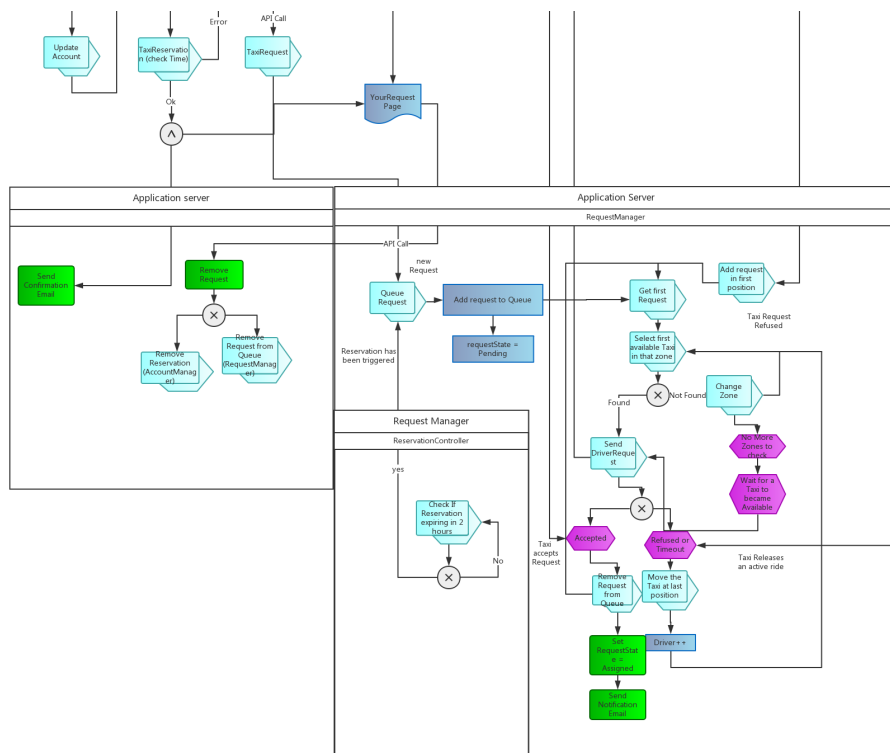 Error
API Call
Update
Account
TaxiReservatio
n (check Time)
TaxiRequest
Ok
YourRequest
Page
Application server
Application Server
RequestManager
API Call
new
Request
Send
Confirmation
Email
Remove
Request
Queue
Request
Add request to Queue
Get first
Request
Add request
in first
position
Taxi Request
Refused
requestState =
Pending
Reservation has
been triggered
Remove
Reservation
(AccountManag
er)
Remove
Request from
Queue
(RequestManag
er)
Select first
available Taxi
in that zone
Not Found
Change
Zone
Found
Request Manager
ReservationController
yes
Send
DriverReque
st
No More
Zones to
check
Wait for a
Taxi to
became
Available
Check If
Reservation
expiring in 2
hours
No
Taxi
accepts
Request
Accepted
Refused or
Timeout
Taxi Releases
an active ride
Remove
Request
from
Queue
Move the
Taxi at last
position
Set
RequestStat
e =
Assigned
Driver++
Send
Notification
Email